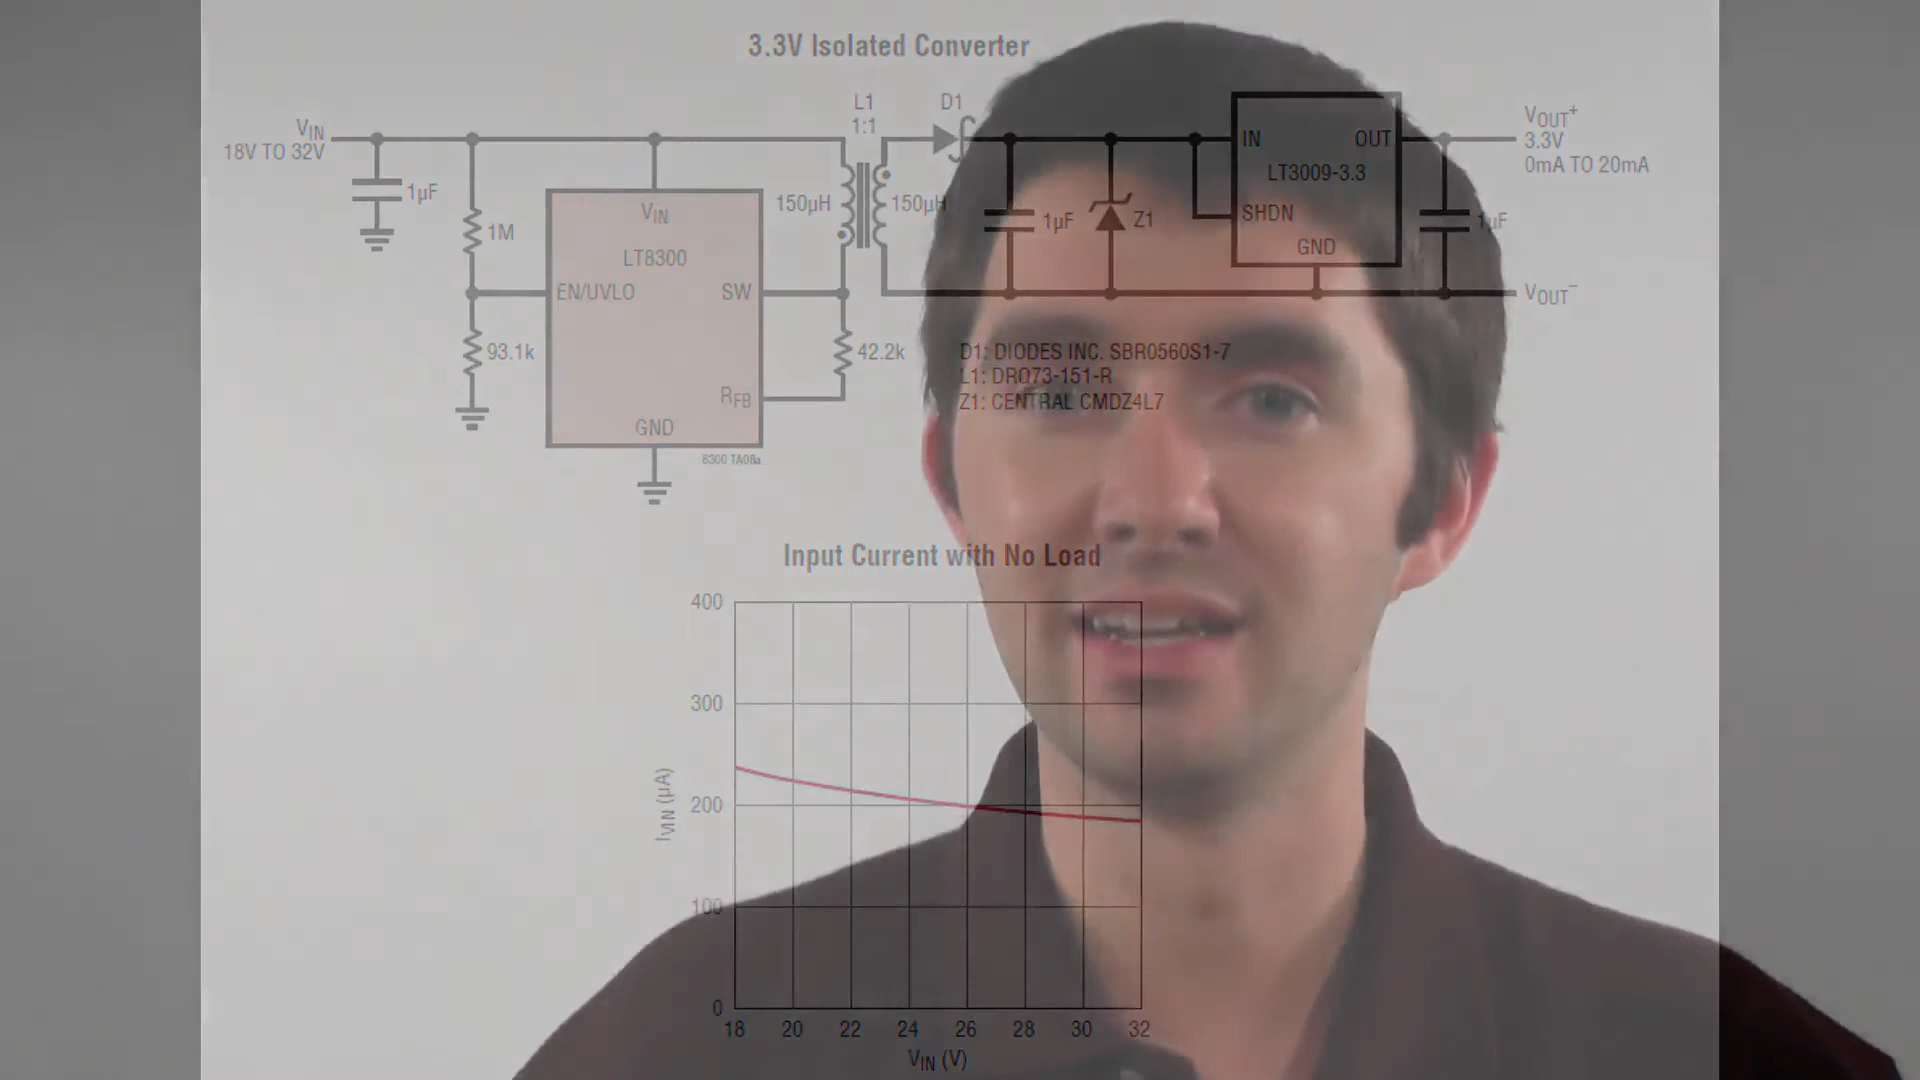 3.3V Isolated Converter
L1
1:1
D1
VIN
18V TO 32V
1µF
1M
93.1k
VIN
LT8300
EN/UVLO
SW
RFB
GND
8300 TA08a
150µH
150µH
42.2k
1µF
Z1
IN
OUT
LT3009-3.3
SHDN
GND
1µF
VOUT+
3.3V
0mA TO 20mA
VOUT–
D1: DIODES INC. SBR0560S1-7
L1: DRQ73-151-R
Z1: CENTRAL CMDZ4L7
Input Current with No Load
400
300
200
100
0
IVIN (µA)
18 20 22 24 26 28 30 32
VIN (V)